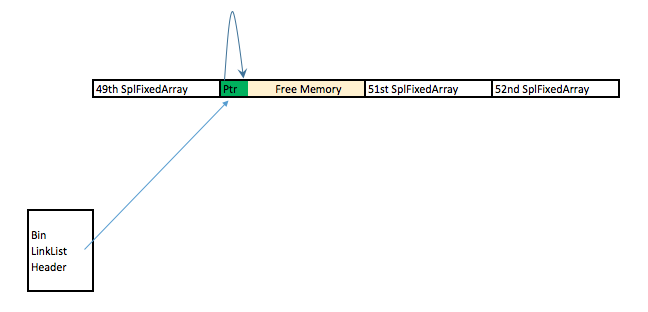 49th SplFixedArray Ptr Free Memory 51st SplFixedArray 52nd SplFixedArray
Bin
LinkList
Header